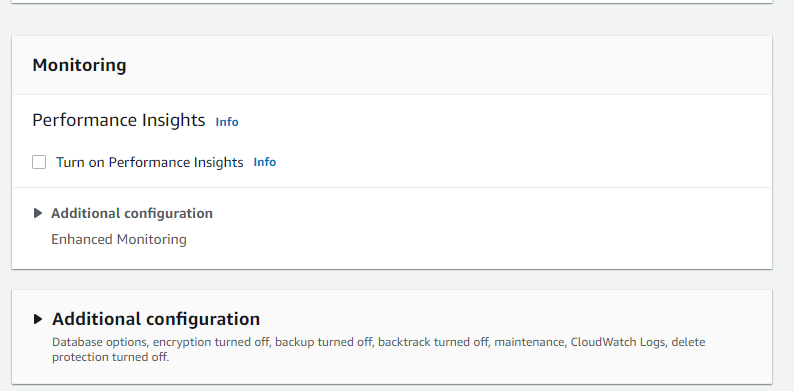 Monitoring
Performance Insights Info
Turn on Performance Insights Info
Additional configuration
Enhanced Monitoring
Additional configuration
Database options, encryption turned off, backup turned off, backtrack turned off, maintenance, CloudWatch Logs, delete
protection turned off.